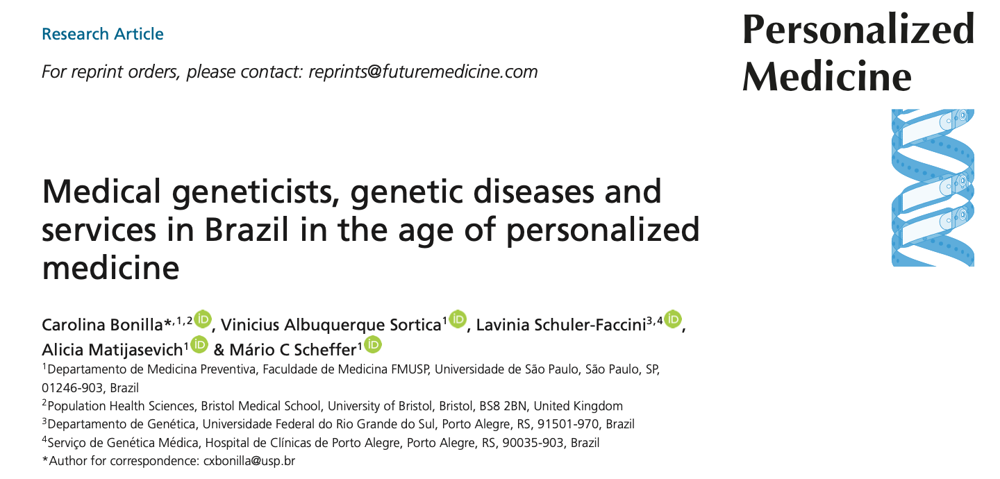 Research Article
For reprint orders, please contact: reprints@futuremedicine.com
Personalized
Medicine
Medical geneticists, genetic diseases and
services in Brazil in the age of personalized
medicine
Carolina Bonilla*,1,2 iD, Vinicius Albuquerque Sortica1 iD, Lavinia Schuler-Faccini3,4 iD,
Alicia Matijasevich1 iD & Mário C Scheffer1 iD
1Departamento de Medicina Preventiva, Faculdade de Medicina FMUSP, Universidade de São Paulo, São Paulo, SP,
01246-903, Brazil
2Population Health Sciences, Bristol Medical School, University of Bristol, Bristol, BS8 2BN, United Kingdom
3Departamento de Genética, Universidade Federal do Rio Grande do Sul, Porto Alegre, RS, 91501-970, Brazil
4Serviço de Genética Médica, Hospital de Clínicas de Porto Alegre, Porto Alegre, RS, 90035-903, Brazil
*Author for correspondence: cxbonilla@usp.br